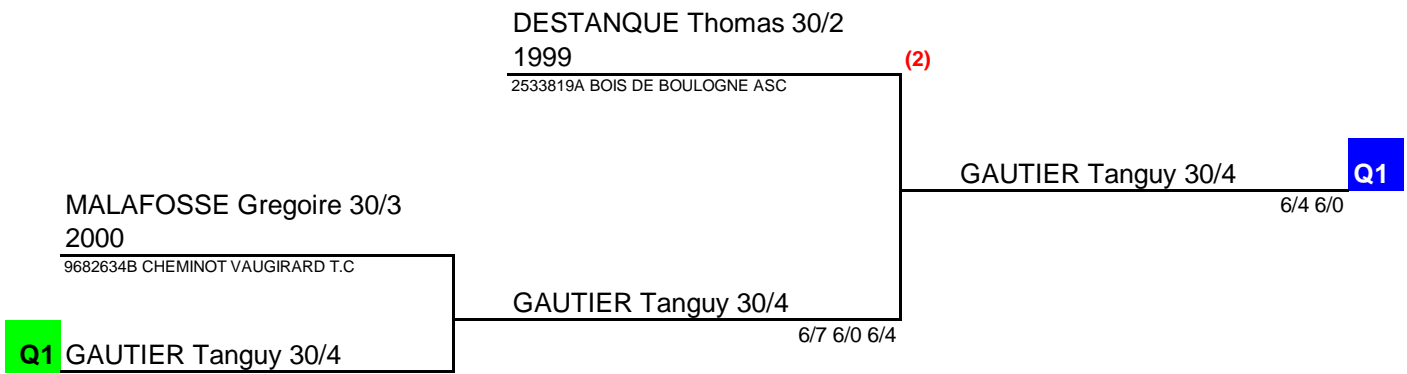 DESTANQUE Thomas 30/2
1999
(2)
2533819A BOIS DE BOULOGNE ASC
GAUTIER Tanguy 30/4
Q1
6/4 6/0
MALAFOSSE Gregoire 30/3
2000
9682634B CHEMINOT VAUGIRARD T.C
GAUTIER Tanguy 30/4
6/7 6/0 6/4
Q1 GAUTIER Tanguy 30/4